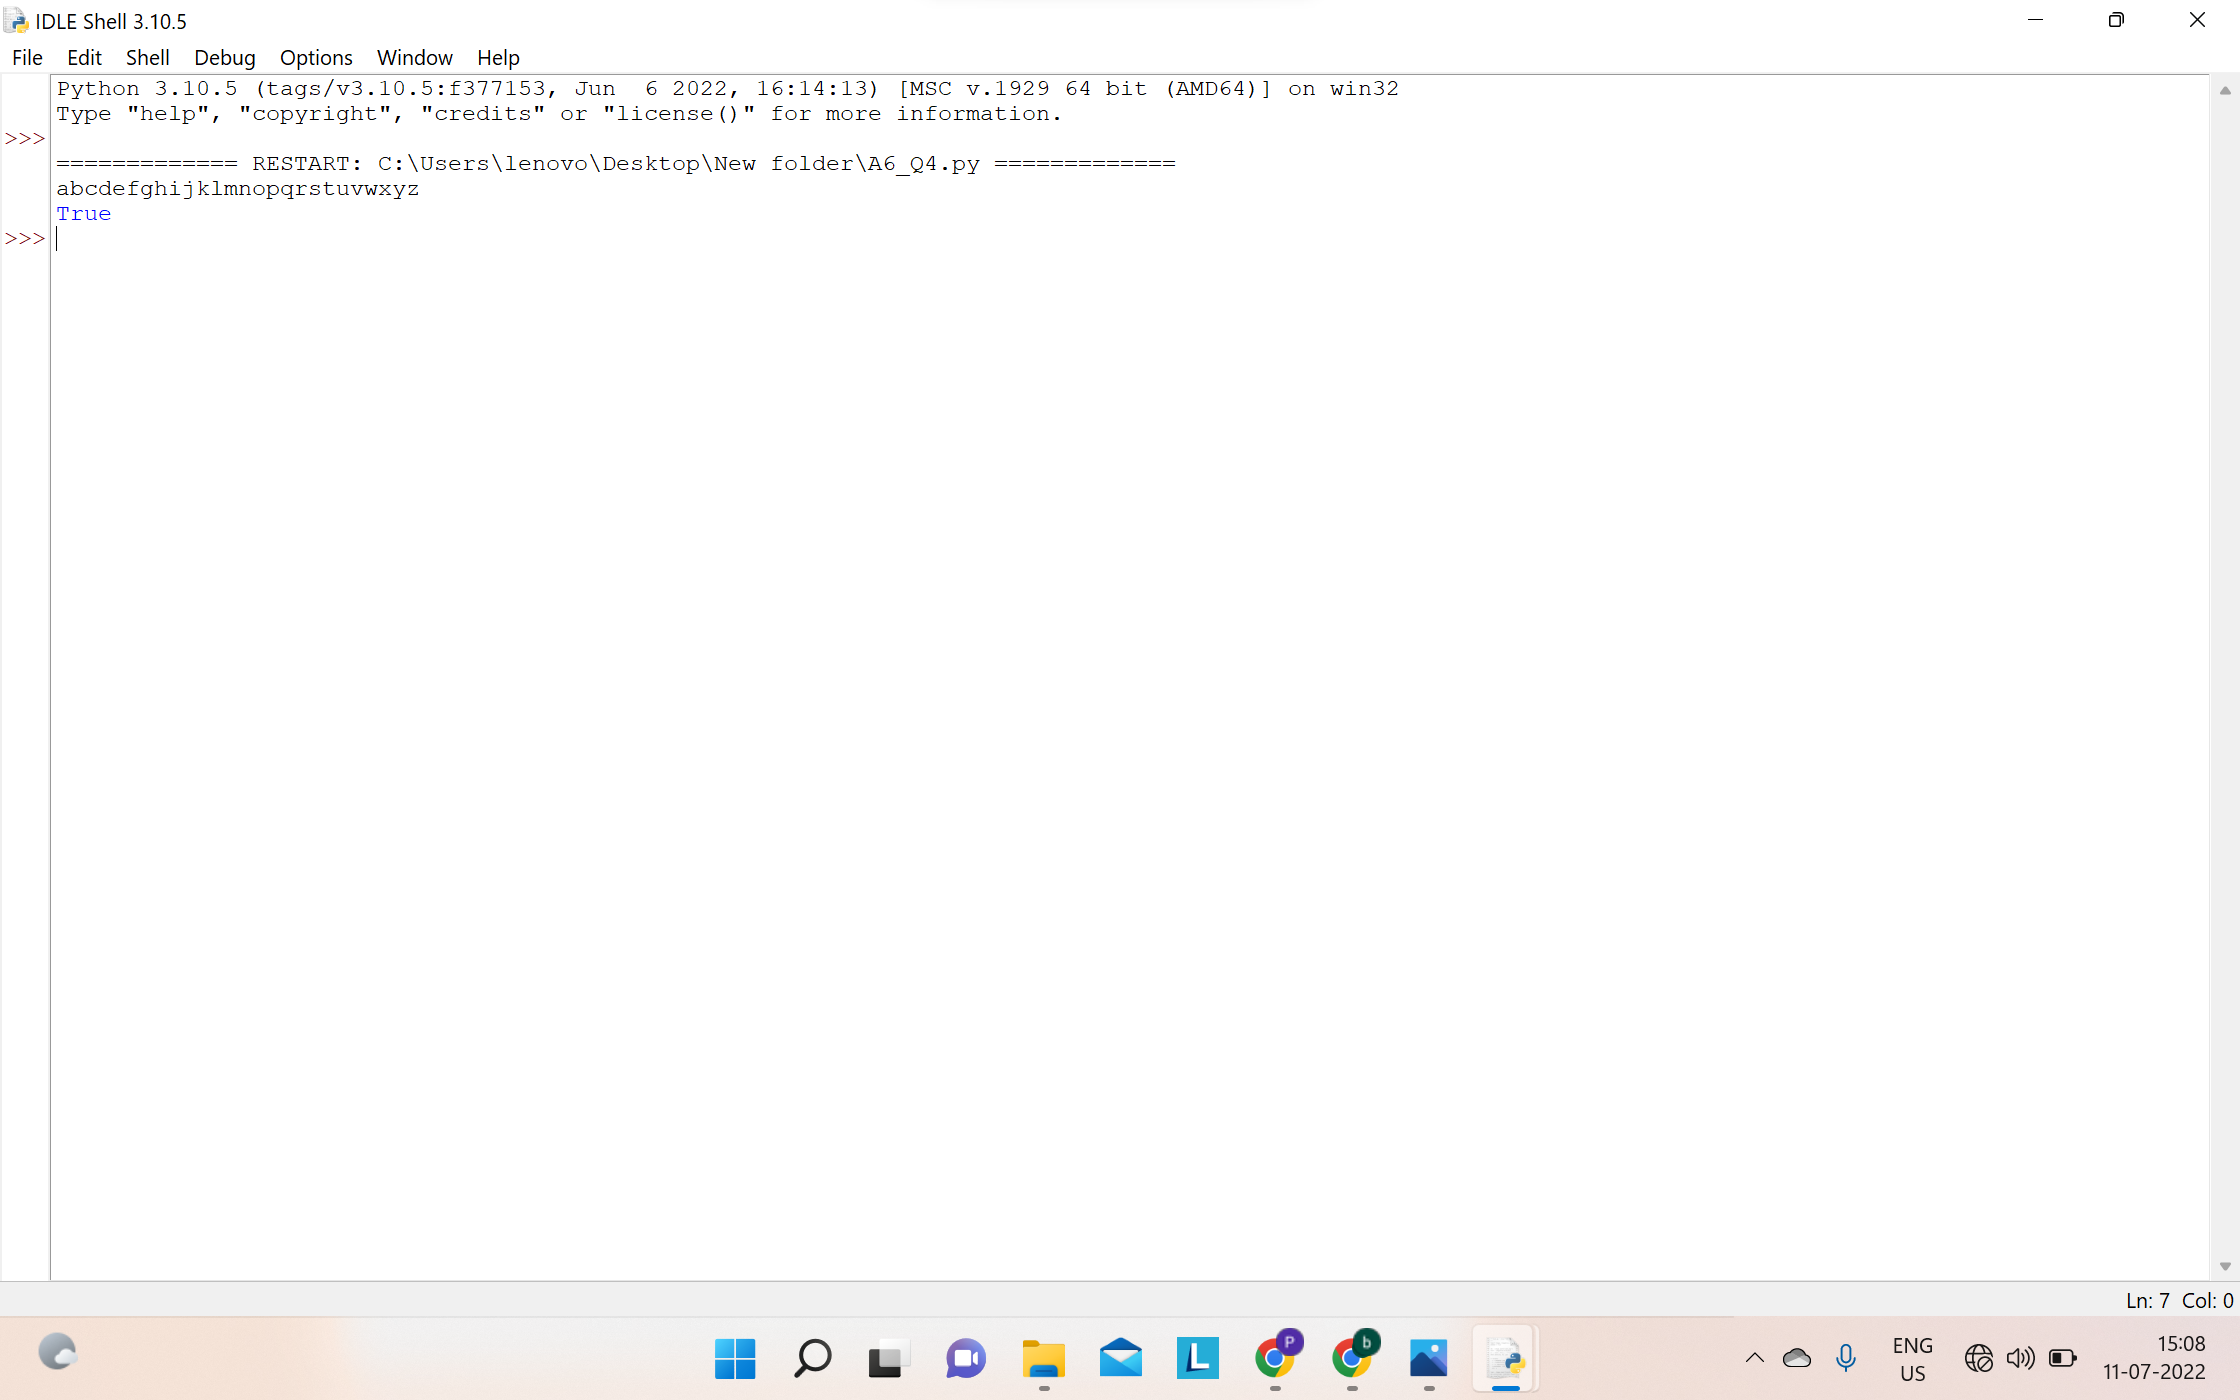 IDLE Shell 3.10.5
File Edit Shell Debug Options Window Help
Python 3.10.5 (tags/v3.10.5:f377153, Jun  6 2022, 16:14:13) [MSC v.1929 64 bit (AMD64)] on win32
Type "help", "copyright", "credits" or "license()" for more information.
>>>
============= RESTART: C:\Users\lenovo\Desktop\New folder\A6_Q4.py =============
abcdefghijklmnopqrstuvwxyz
True
>>>
Ln: 7 Col: 0
L
P
b
ENG
US
15:08
11-07-2022